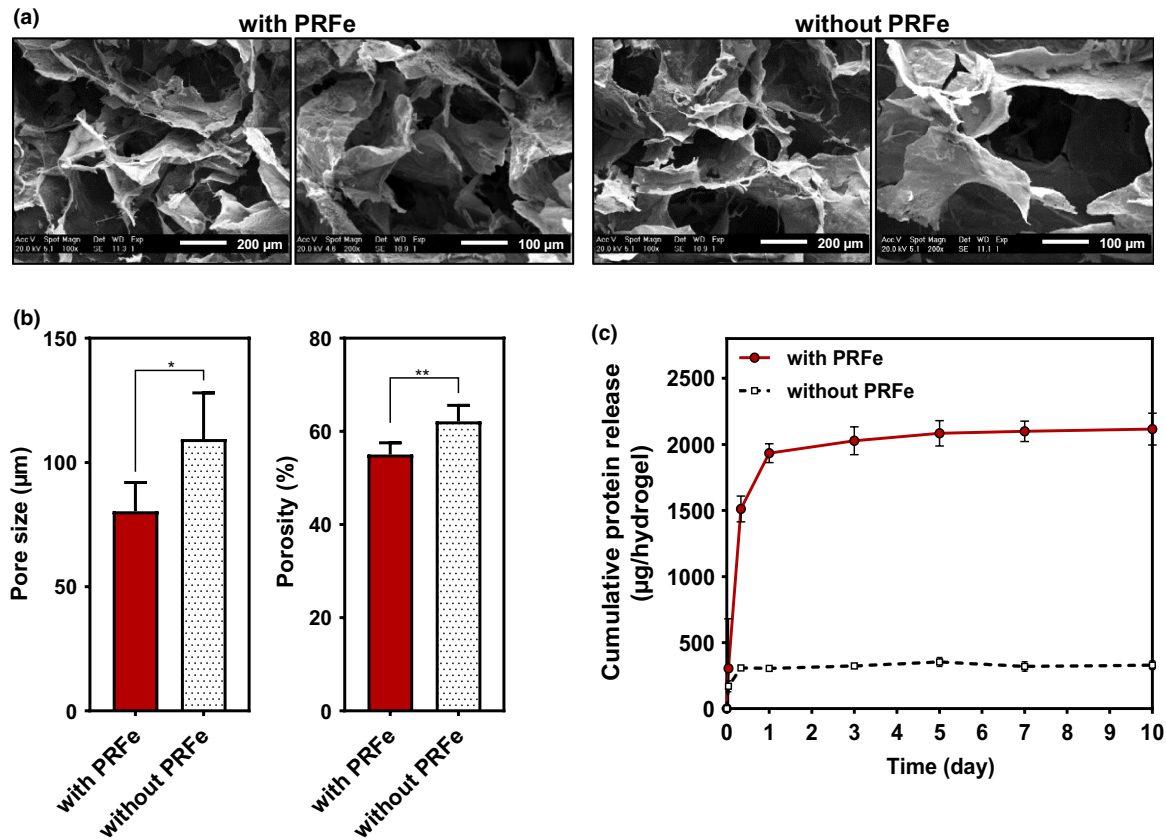 (a)
with PRFe
without PRFe
Acc.V Spot Magn Det WD Exp
20.0 kV 5.1 100x SE 11.3 1
200 µm
Acc.V Spot Magn Det WD Exp
20.0 kV 4.6 200x SE 10.9 1
100 µm
Acc.V Spot Magn Det WD Exp
20.0 kV 5.1 100x SE 10.9 1
200 µm
Acc.V Spot Magn Det WD Exp
20.0 kV 5.1 200x SE 11.1 1
100 µm
(b)
150
100
50
0
Pore size (µm)
*
with PRFe
without PRFe
80
60
40
20
0
Porosity (%)
**
with PRFe
without PRFe
(c)
with PRFe
without PRFe
2500
2000
1500
1000
500
0
Cumulative protein release
(µg/hydrogel)
0 1 2 3 4 5 6 7 8 9 10
Time (day)